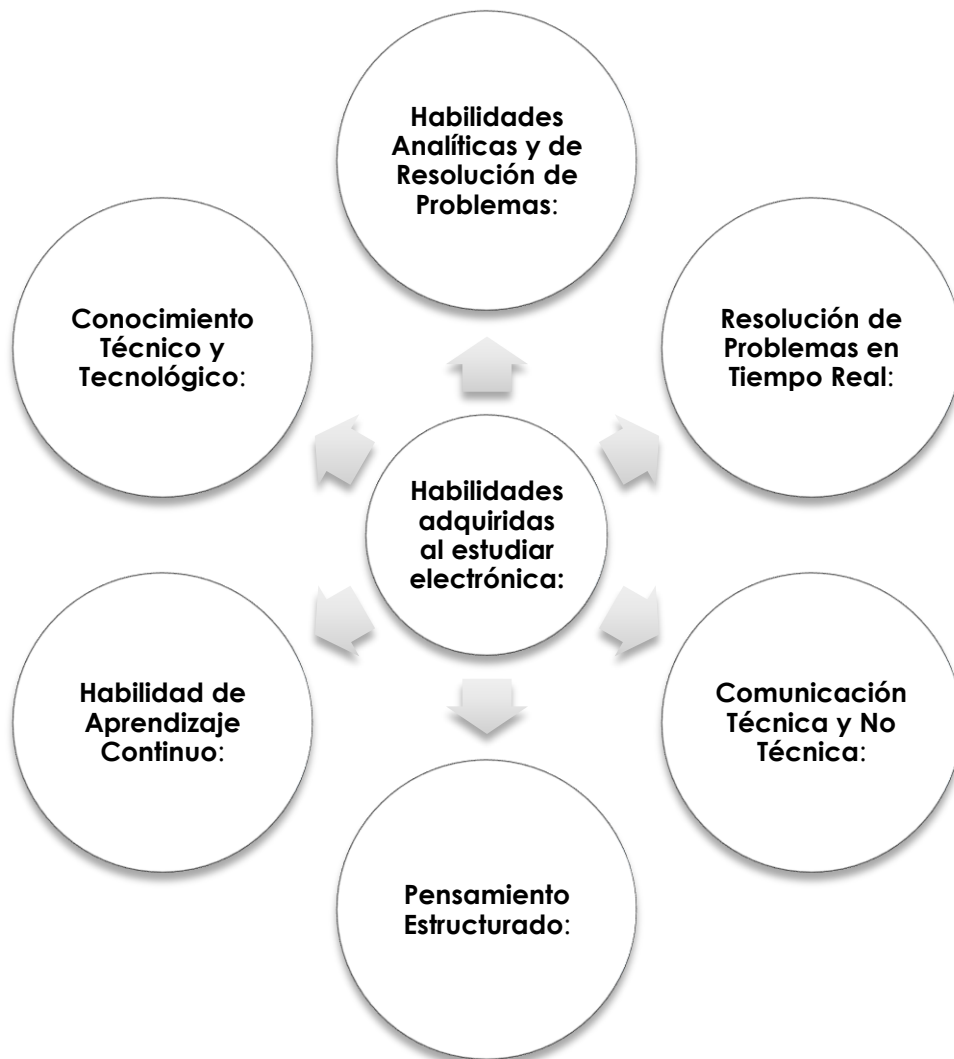 Habilidades
Analíticas y de
Resolución de
Problemas:
Conocimiento
Técnico y
Tecnológico:
Resolución de
Problemas en
Tiempo Real:
Habilidades
adquiridas
al estudiar
electrónica:
Habilidad de
Aprendizaje
Continuo:
Comunicación
Técnica y No
Técnica:
Pensamiento
Estructurado: